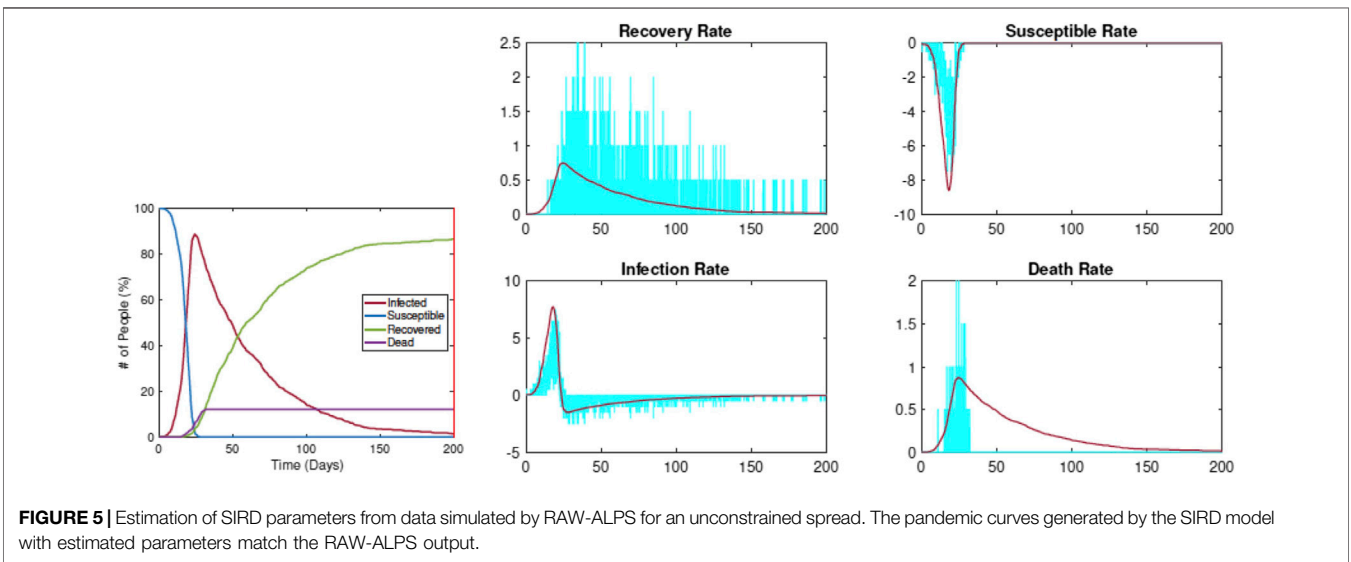 Recovery Rate
2.5
2
1.5
1
0.5
0
0 50 100 150 200
Susceptible Rate
0
-2
-4
-6
-8
-10
0 50 100 150 200
# of People (%)
100
80
60
40
20
0
0 50 100 150 200
Time (Days)
Infected
Susceptible
Recovered
Dead
Infection Rate
10
5
0
-5
0 50 100 150 200
Death Rate
2
1.5
1
0.5
0
0 50 100 150 200
FIGURE 5 | Estimation of SIRD parameters from data simulated by RAW-ALPS for an unconstrained spread. The pandemic curves generated by the SIRD model
with estimated parameters match the RAW-ALPS output.